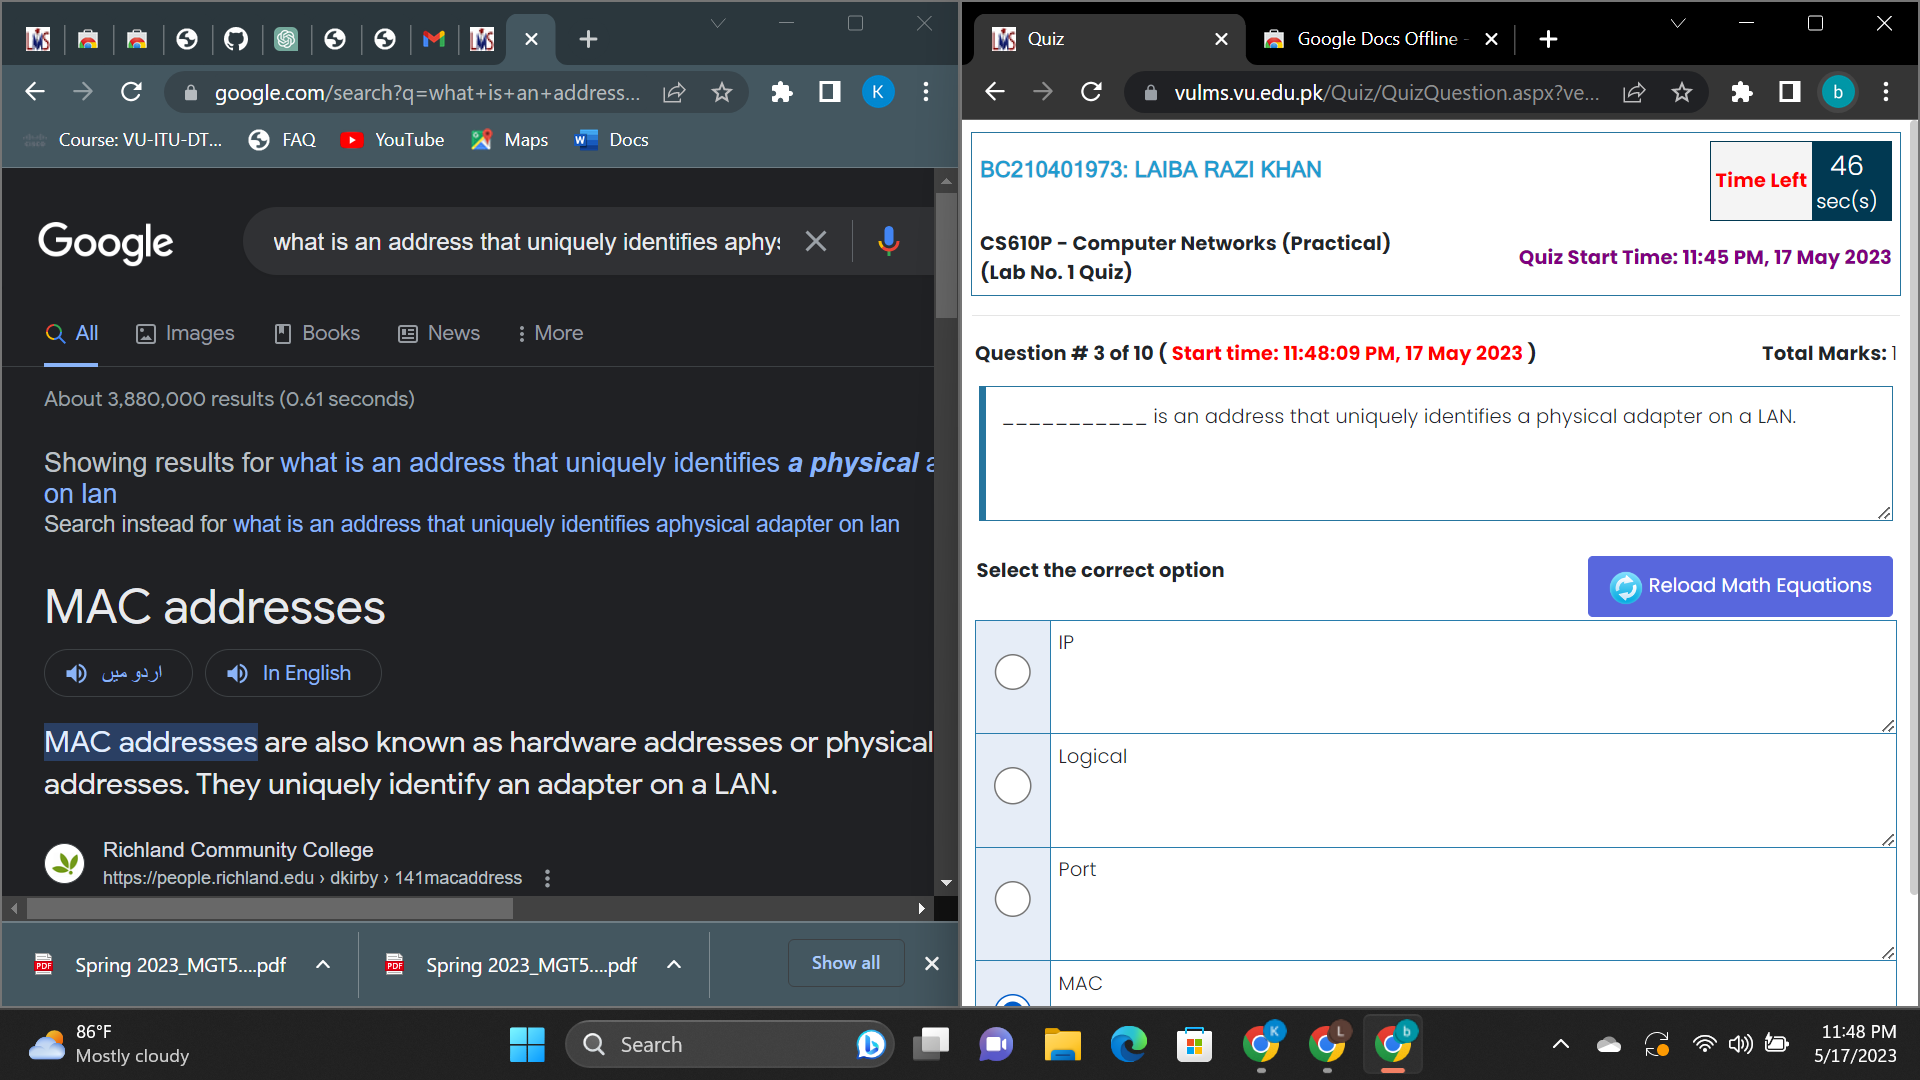 google.com/search?q=what+is+an+address...
K
Course: VU-ITU-DT...
FAQ
YouTube
Maps
Docs
Google
what is an address that uniquely identifies aphys
All
Images
Books
News
More
About 3,880,000 results (0.61 seconds)
Showing results for what is an address that uniquely identifies a physical a
on lan
Search instead for what is an address that uniquely identifies aphysical adapter on lan
MAC addresses
اردو میں
In English
MAC addresses are also known as hardware addresses or physical
addresses. They uniquely identify an adapter on a LAN.
Richland Community College
https://people.richland.edu › dkirby › 141macaddress
Spring 2023_MGT5....pdf
Spring 2023_MGT5....pdf
Show all
Quiz
Google Docs Offline -
vulms.vu.edu.pk/Quiz/QuizQuestion.aspx?ve...
b
BC210401973: LAIBA RAZI KHAN
Time Left
46
sec(s)
CS610P - Computer Networks (Practical)
(Lab No. 1 Quiz)
Quiz Start Time: 11:45 PM, 17 May 2023
Question # 3 of 10 ( Start time: 11:48:09 PM, 17 May 2023 )
Total Marks: 1
___________ is an address that uniquely identifies a physical adapter on a LAN.
Select the correct option
Reload Math Equations
IP
Logical
Port
MAC
86°F
Mostly cloudy
Search
K
L
b
11:48 PM
5/17/2023